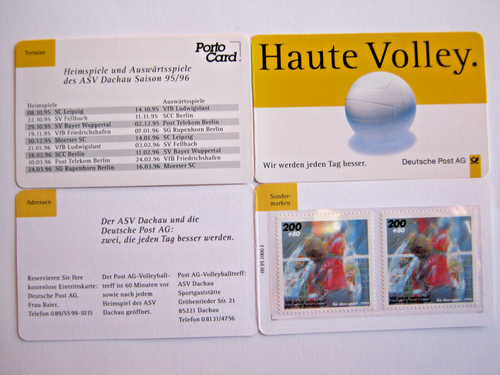 Termine
Porto
Card
Heimspiele und Auswärtsspiele
des ASV Dachau Saison 95/96
Heimspiele
08.10.95 SC Leipzig
22.10.95 SV Fellbach
29.10.95 SV Bayer Wuppertal
19.11.95 VfB Friedrichshafen
30.12.95 Moerser SC
21.01.96 VfB Ludwigslust
18.02.96 SCC Berlin
10.03.96 Post Telekom Berlin
24.03.96 SG Rupenhorn Berlin
Auswärtsspiele
14.10.95 VfB Ludwigslust
11.11.95 SCC Berlin
02.12.95 Post Telekom Berlin
07.01.96 SG Rupenhorn Berlin
14.01.96 SC Leipzig
03.02.96 SV Fellbach
11.02.96 SV Bayer Wuppertal
24.02.96 VfB Friedrichshafen
16.03.96 Moerser SC
Haute Volley.
Wir werden jeden Tag besser.
Deutsche Post AG
Adressen
Der ASV Dachau und die
Deutsche Post AG:
zwei, die jeden Tag besser werden.
Reservieren Sie Ihre
kostenlose Eintrittskarte:
Deutsche Post AG,
Frau Baier,
Telefon 089/5599-1015
Der Post AG-Volleyball-
treff ist 60 Minuten vor
sowie nach jedem
Heimspiel des ASV
Dachau geöffnet.
Post AG-Volleyballtreff:
ASV Dachau
Sportgaststätte
Gröbenrieder Str. 21
85221 Dachau
Telefon 08131/4756
Sonder-
marken
200
+80
200
+80